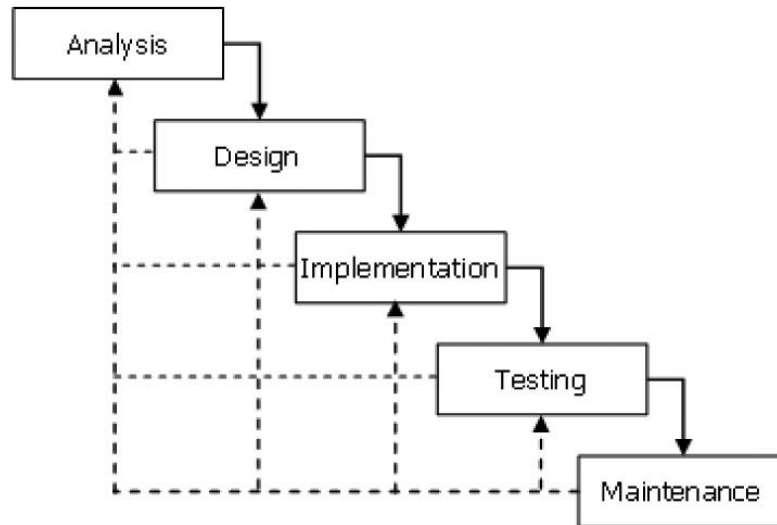 Analysis
Design
Implementation
Testing
Maintenance